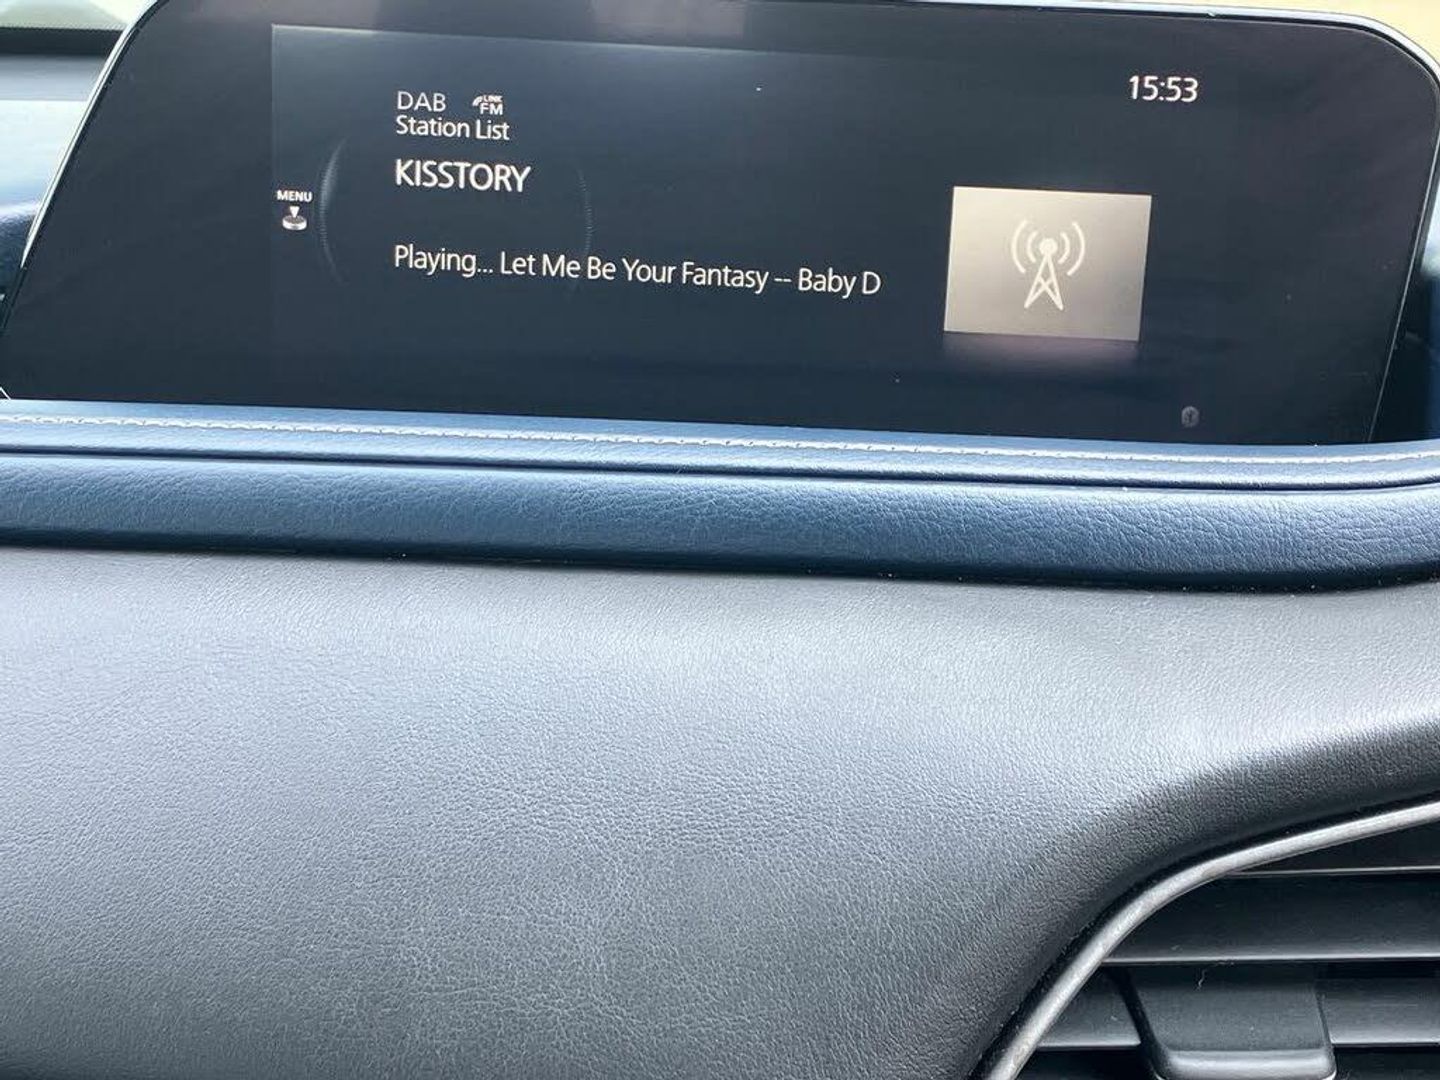 15:53
DAB LINK FM
Station List
KISSTORY
MENU
Playing... Let Me Be Your Fantasy -- Baby D